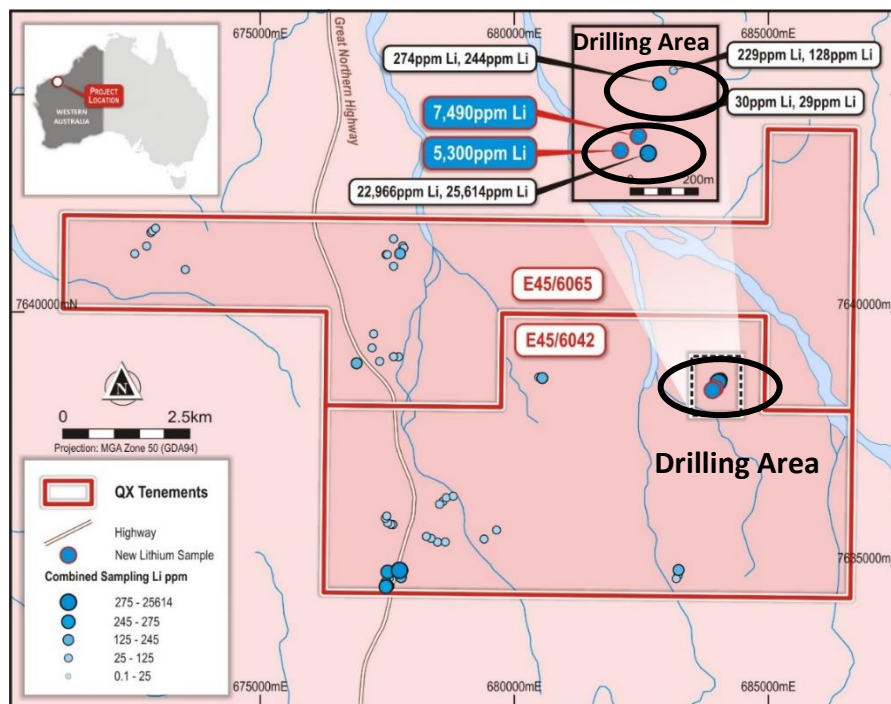 675000mE
680000mE
685000mE
PROJECT
LOCATION
WESTERN
AUSTRALIA
Great Northern Highway
Drilling Area
274ppm Li, 244ppm Li
229ppm Li, 128ppm Li
30ppm Li, 29ppm Li
7,490ppm Li
5,300ppm Li
22,966ppm Li, 25,614ppm Li
0 200m
E45/6065
7640000mN
7640000mE
E45/6042
N
0 2.5km
Projection: MGA Zone 50 (GDA94)
Drilling Area
QX Tenements
Highway
New Lithium Sample
Combined Sampling Li ppm
275 - 25614
245 - 275
125 - 245
25 - 125
0.1 - 25
7635000mE
675000mE
680000mE
685000mE